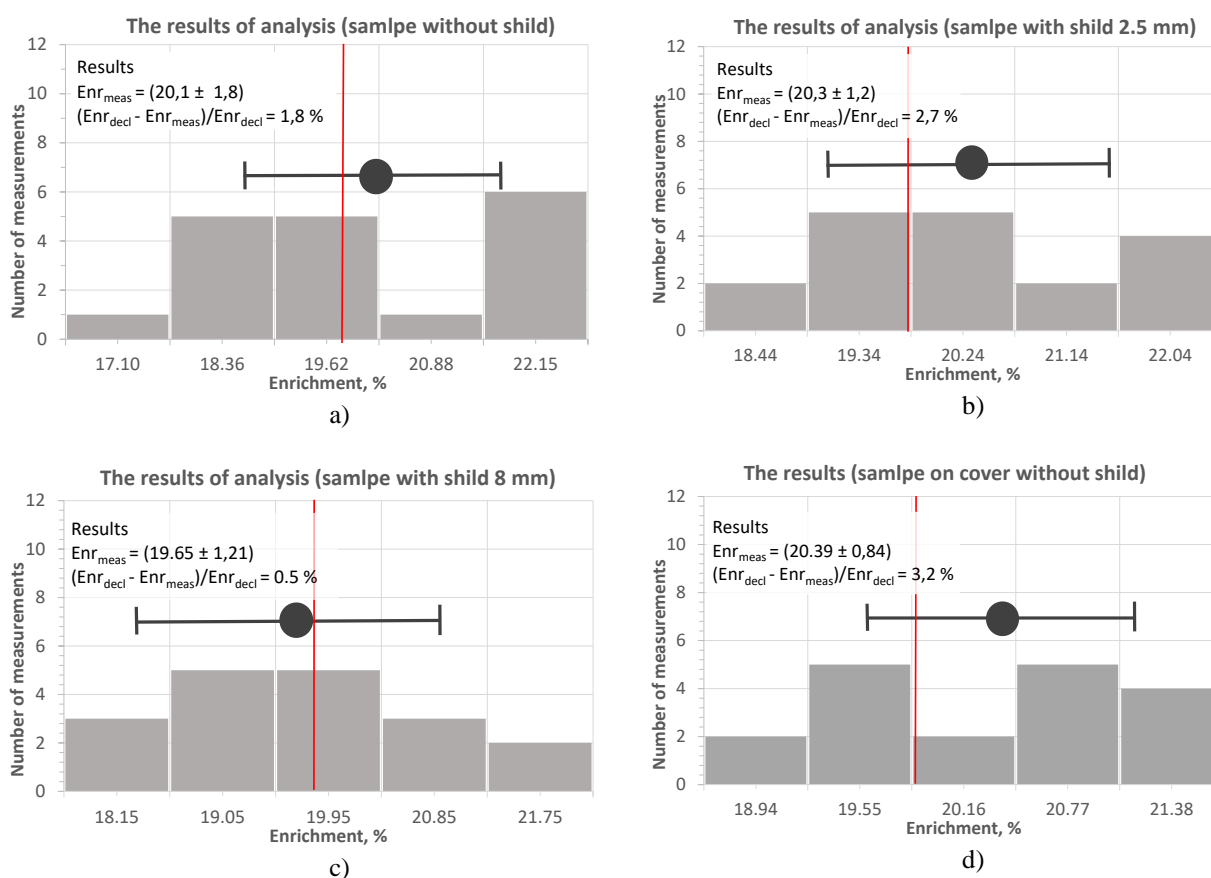 The results of analysis (samlpe without shild)
12
10
8
6
4
2
0
Number of measurements
Results
Enrmeas = (20,1 ± 1,8)
(Enrdecl - Enrmeas)/Enrdecl = 1,8 %
17.10 18.36 19.62 20.88 22.15
Enrichment, %
a)
The results of analysis (samlpe with shild 2.5 mm)
12
10
8
6
4
2
0
Number of measurements
Results
Enrmeas = (20,3 ± 1,2)
(Enrdecl - Enrmeas)/Enrdecl = 2,7 %
18.44 19.34 20.24 21.14 22.04
Enrichment, %
b)
The results of analysis (samlpe with shild 8 mm)
12
10
8
6
4
2
0
Number of measurements
Results
Enrmeas = (19.65 ± 1,21)
(Enrdecl - Enrmeas)/Enrdecl = 0.5 %
18.15 19.05 19.95 20.85 21.75
Enrichment, %
c)
The results (samlpe on cover without shild)
12
10
8
6
4
2
0
Number of measurements
Results
Enrmeas = (20.39 ± 0,84)
(Enrdecl - Enrmeas)/Enrdecl = 3,2 %
18.94 19.55 20.16 20.77 21.38
Enrichment, %
d)